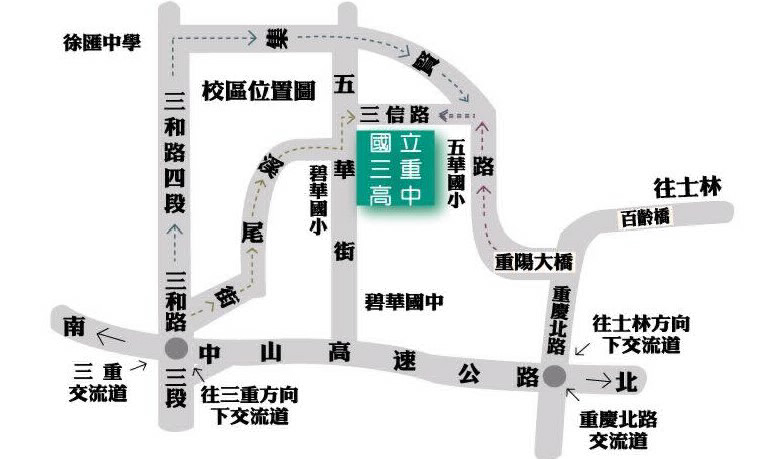 徐匯中學
集
賢
路
校區位置圖
五
華
街
三信路
三和路四段
溪
尾
街
碧華國小
國立
三重
高中
五華國小
往士林
百齡橋
重陽大橋
三和路
三段
碧華國中
重慶北路
往士林方向
下交流道
南
中山高速公路
北
三重
交流道
往三重方向
下交流道
重慶北路
交流道